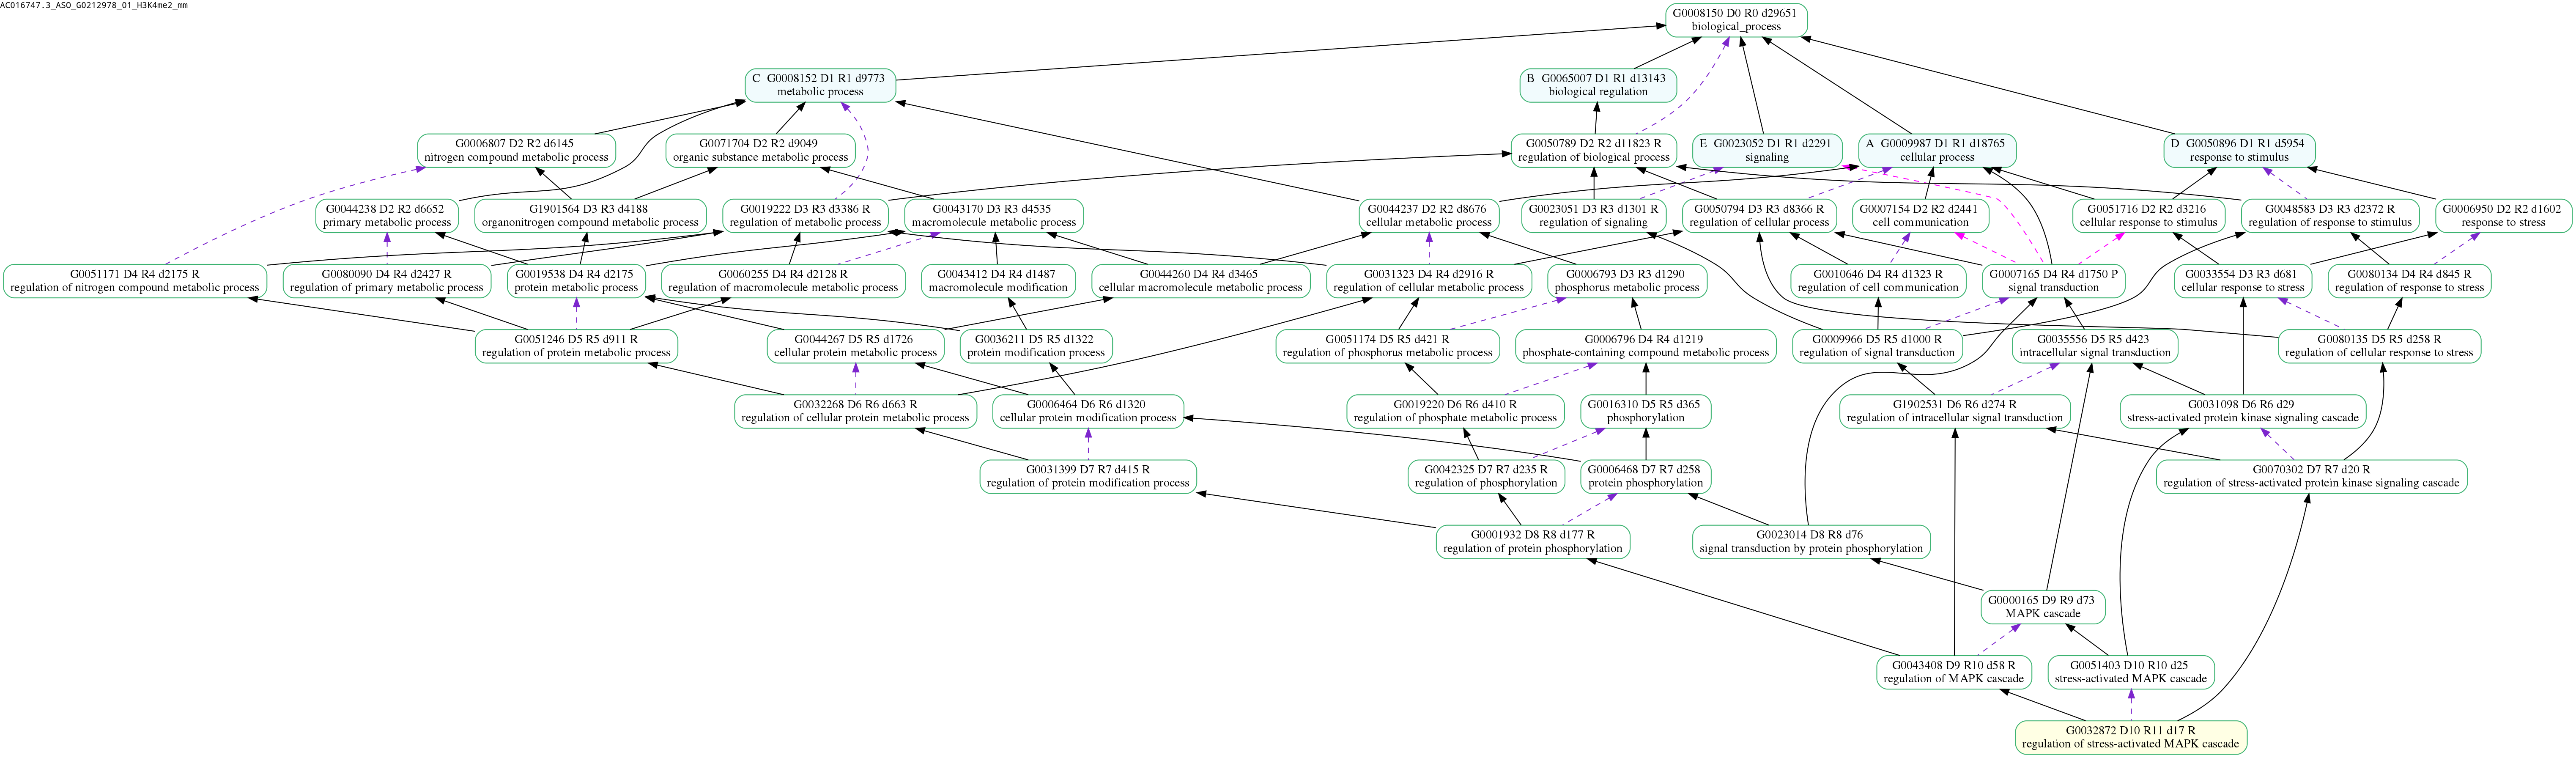 AC016747.3_ASO_G0212978_01_H3K4me2_mm
G0008150 D0 R0 d29651
biological_process
C G0008152 D1 R1 d9773
metabolic process
B G0065007 D1 R1 d13143
biological regulation
G0006807 D2 R2 d6145
nitrogen compound metabolic process
G0071704 D2 R2 d9049
organic substance metabolic process
G0050789 D2 R2 d11823 R
regulation of biological process
E G0023052 D1 R1 d2291
signaling
A G0009987 D1 R1 d18765
cellular process
D G0050896 D1 R1 d5954
response to stimulus
G0044238 D2 R2 d6652
primary metabolic process
G1901564 D3 R3 d4188
organonitrogen compound metabolic process
G0019222 D3 R3 d3386 R
regulation of metabolic process
G0043170 D3 R3 d4535
macromolecule metabolic process
G0044237 D2 R2 d8676
cellular metabolic process
G0023051 D3 R3 d1301 R
regulation of signaling
G0050794 D3 R3 d8366 R
regulation of cellular process
G0007154 D2 R2 d2441
cell communication
G0051716 D2 R2 d3216
cellular response to stimulus
G0048583 D3 R3 d2372 R
regulation of response to stimulus
G0006950 D2 R2 d1602
response to stress
G0051171 D4 R4 d2175 R
regulation of nitrogen compound metabolic process
G0080090 D4 R4 d2427 R
regulation of primary metabolic process
G0019538 D4 R4 d2175
protein metabolic process
G0060255 D4 R4 d2128 R
regulation of macromolecule metabolic process
G0043412 D4 R4 d1487
macromolecule modification
G0044260 D4 R4 d3465
cellular macromolecule metabolic process
G0031323 D4 R4 d2916 R
regulation of cellular metabolic process
G0006793 D3 R3 d1290
phosphorus metabolic process
G0010646 D4 R4 d1323 R
regulation of cell communication
G0007165 D4 R4 d1750 P
signal transduction
G0033554 D3 R3 d681
cellular response to stress
G0080134 D4 R4 d845 R
regulation of response to stress
G0051246 D5 R5 d911 R
regulation of protein metabolic process
G0044267 D5 R5 d1726
cellular protein metabolic process
G0036211 D5 R5 d1322
protein modification process
G0051174 D5 R5 d421 R
regulation of phosphorus metabolic process
G0006796 D4 R4 d1219
phosphate-containing compound metabolic process
G0009966 D5 R5 d1000 R
regulation of signal transduction
G0035556 D5 R5 d423
intracellular signal transduction
G0080135 D5 R5 d258 R
regulation of cellular response to stress
G0032268 D6 R6 d663 R
regulation of cellular protein metabolic process
G0006464 D6 R6 d1320
cellular protein modification process
G0019220 D6 R6 d410 R
regulation of phosphate metabolic process
G0016310 D5 R5 d365
phosphorylation
G1902531 D6 R6 d274 R
regulation of intracellular signal transduction
G0031098 D6 R6 d29
stress-activated protein kinase signaling cascade
G0031399 D7 R7 d415 R
regulation of protein modification process
G0042325 D7 R7 d235 R
regulation of phosphorylation
G0006468 D7 R7 d258
protein phosphorylation
G0070302 D7 R7 d20 R
regulation of stress-activated protein kinase signaling cascade
G0001932 D8 R8 d177 R
regulation of protein phosphorylation
G0023014 D8 R8 d76
signal transduction by protein phosphorylation
G0000165 D9 R9 d73
MAPK cascade
G0043408 D9 R10 d58 R
regulation of MAPK cascade
G0051403 D10 R10 d25
stress-activated MAPK cascade
G0032872 D10 R11 d17 R
regulation of stress-activated MAPK cascade